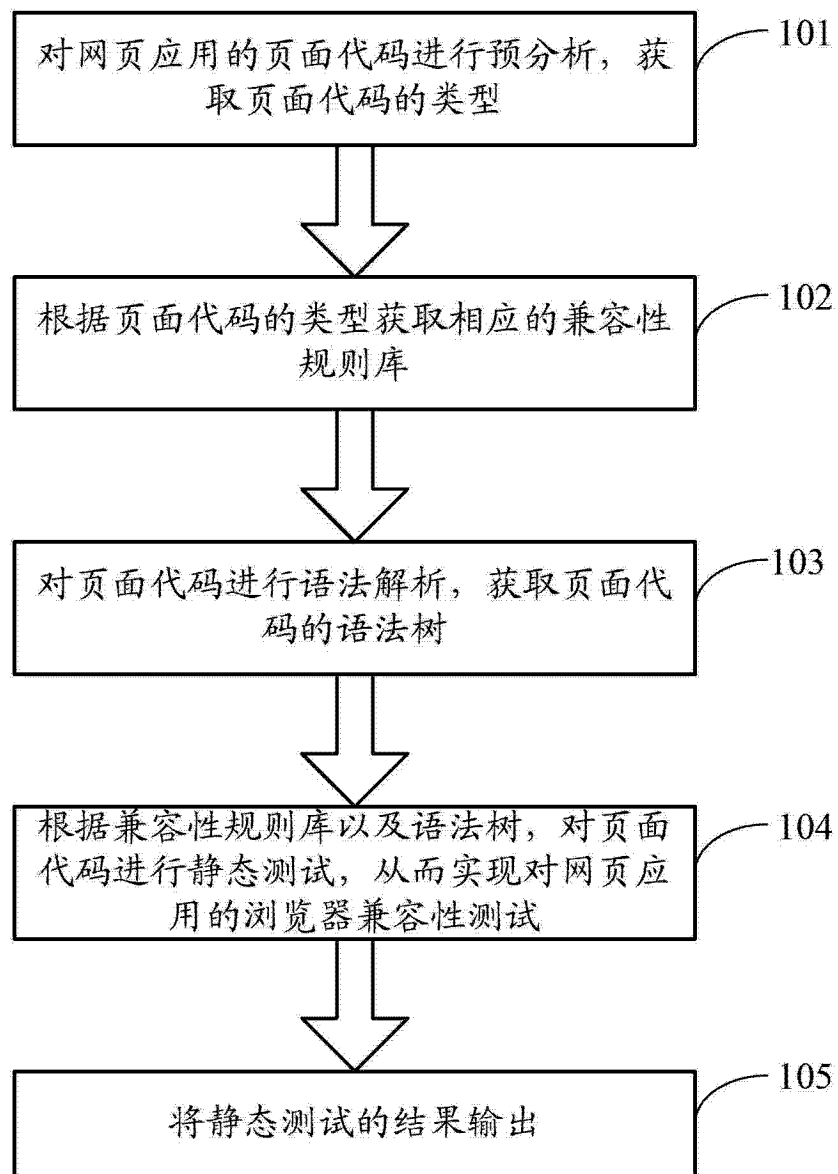 对网页应用的页面代码进行预分析，获
取页面代码的类型
101
根据页面代码的类型获取相应的兼容性
规则库
102
对页面代码进行语法解析，获取页面代
码的语法树
103
根据兼容性规则库以及语法树，对页面
代码进行静态测试，从而实现对网页应
用的浏览器兼容性测试
104
将静态测试的结果输出
105